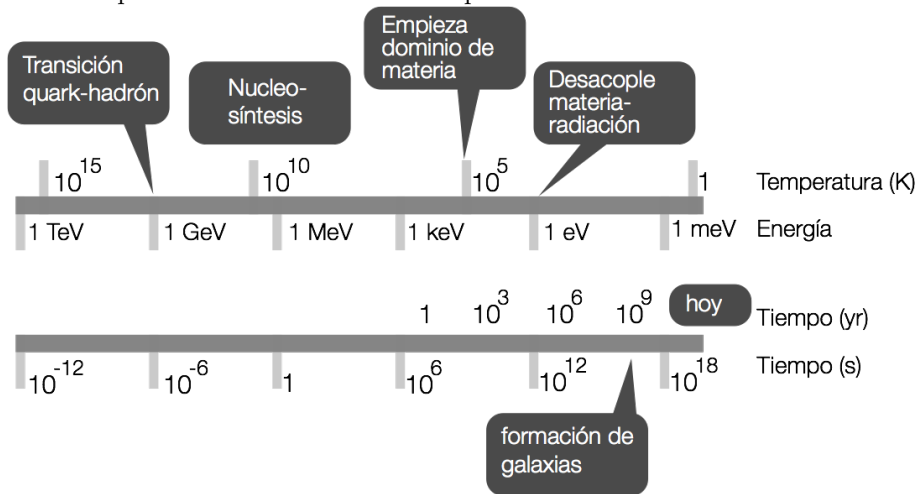 Transición
quark-hadrón
Nucleo-
síntesis
Empieza
dominio de
materia
Desacople
materia-
radiación
10^15 10^10 10^5 1 Temperatura (K)
1 TeV 1 GeV 1 MeV 1 keV 1 eV 1 meV Energía
1 10^3 10^6 10^9 hoy Tiempo (yr)
10^-12 10^-6 1 10^6 10^12 10^18 Tiempo (s)
formación de
galaxias